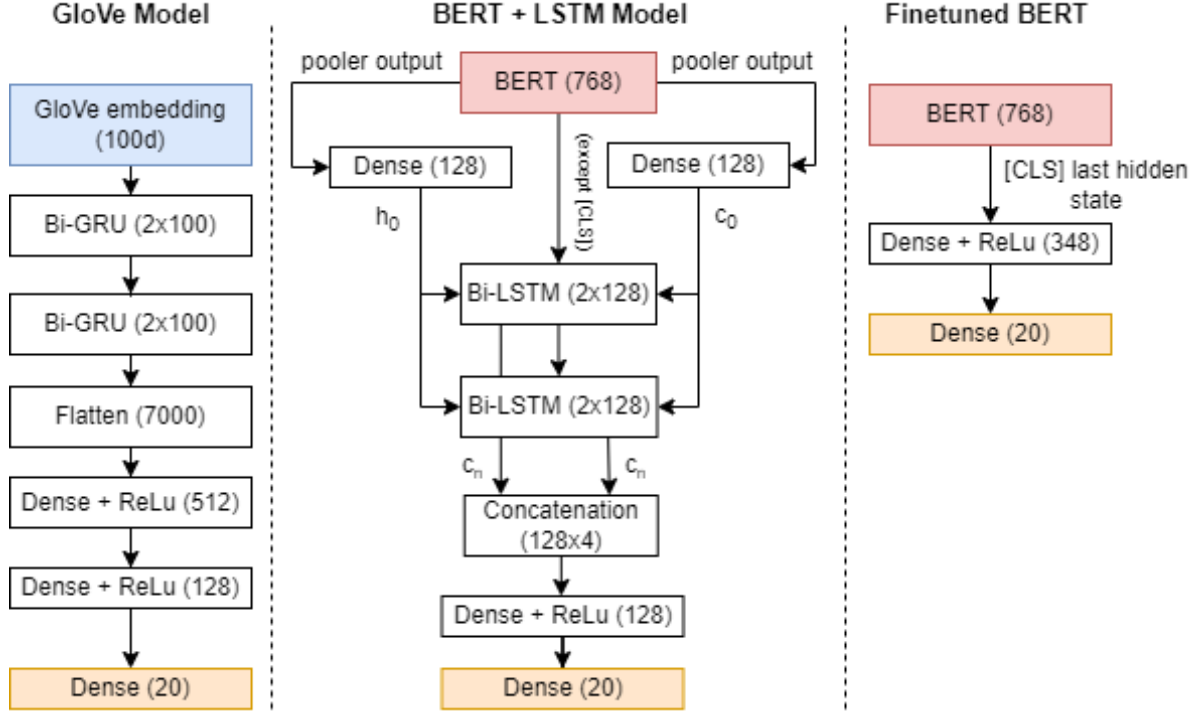 GloVe Model
GloVe embedding
(100d)
Bi-GRU (2x100)
Bi-GRU (2x100)
Flatten (7000)
Dense + ReLu (512)
Dense + ReLu (128)
Dense (20)
BERT + LSTM Model
pooler output
BERT (768)
pooler output
Dense (128)
(except [CLS])
Dense (128)
h₀
c₀
Bi-LSTM (2x128)
Bi-LSTM (2x128)
cₙ
cₙ
Concatenation
(128x4)
Dense + ReLu (128)
Dense (20)
Finetuned BERT
BERT (768)
[CLS] last hidden
state
Dense + ReLu (348)
Dense (20)